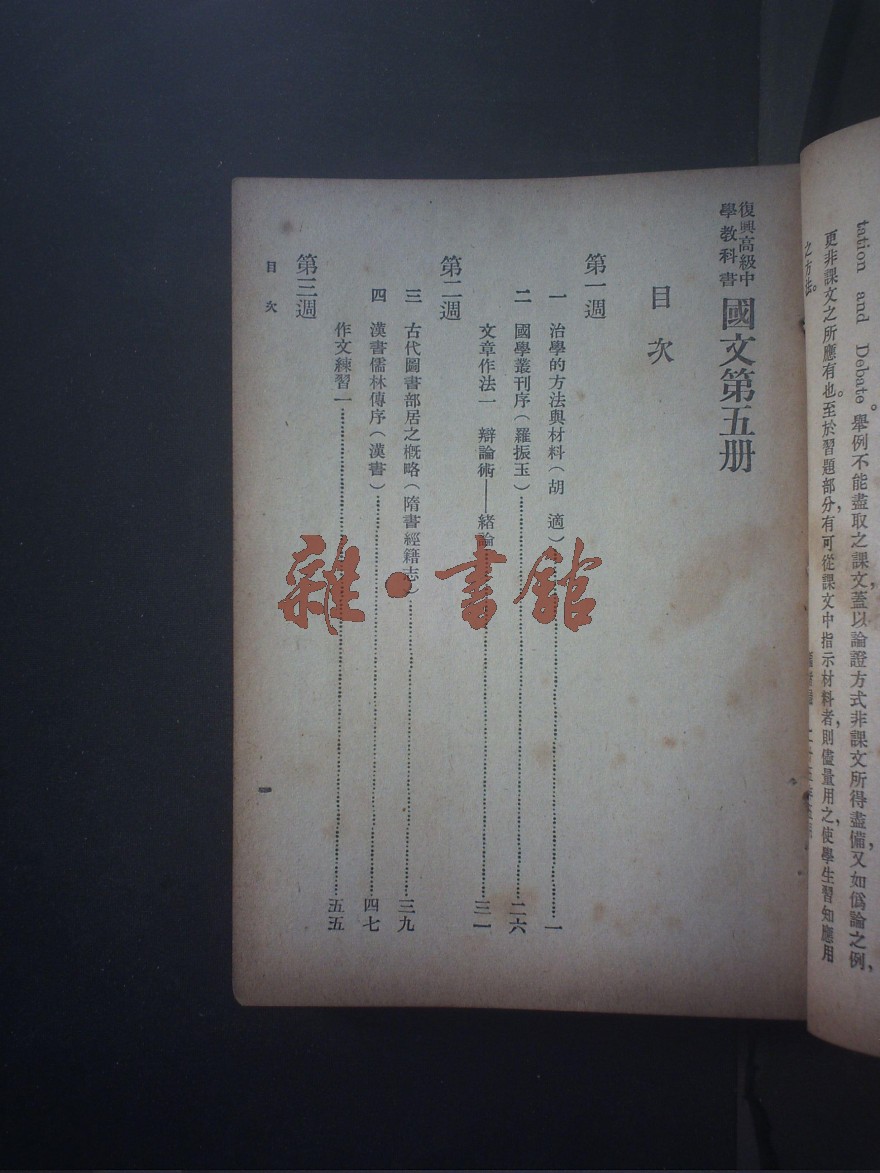 tation and Debate。舉例不能盡取之課文，蓋以論證方式非課文所得盡備，又如僞論之例，
更非課文之所應有也。至於習題部分，有可從課文中指示材料者，則儘量用之，使學生習知應用
之方法。
復興高級中學教科書 國文第五册
目次
第一週
一 治學的方法與材料（胡 適）……一
二 國學叢刊序（羅振玉）……二六
文章作法一 辯論術——緒論……三一
第二週
三 古代圖書部居之概略（隋書經籍志）……三九
四 漢書儒林傳序（漢書）……四七
作文練習一……五五
第三週
目 次
雜·書館